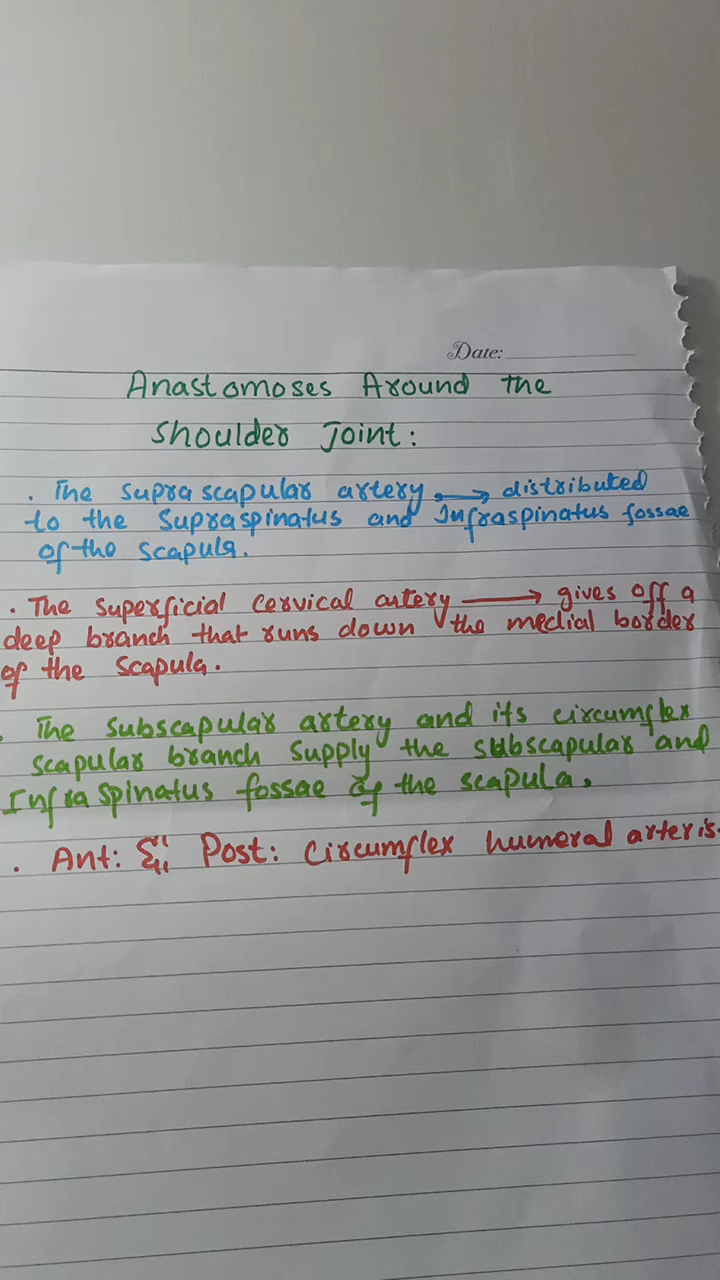 Date:
Anastomoses Around the
Shoulder Joint:
. The suprascapular artery → distributed
to the Supraspinatus and Infraspinatus fossae
of the scapula.
. The Superficial Cervical artery → gives off a
deep branch that runs down the medial border
of the Scapula.
. The subscapular artery and its circumflex
scapular branch supply the subscapular and
Infraspinatus fossae of the scapula.
. Ant: & Post: circumflex humeral arteris.